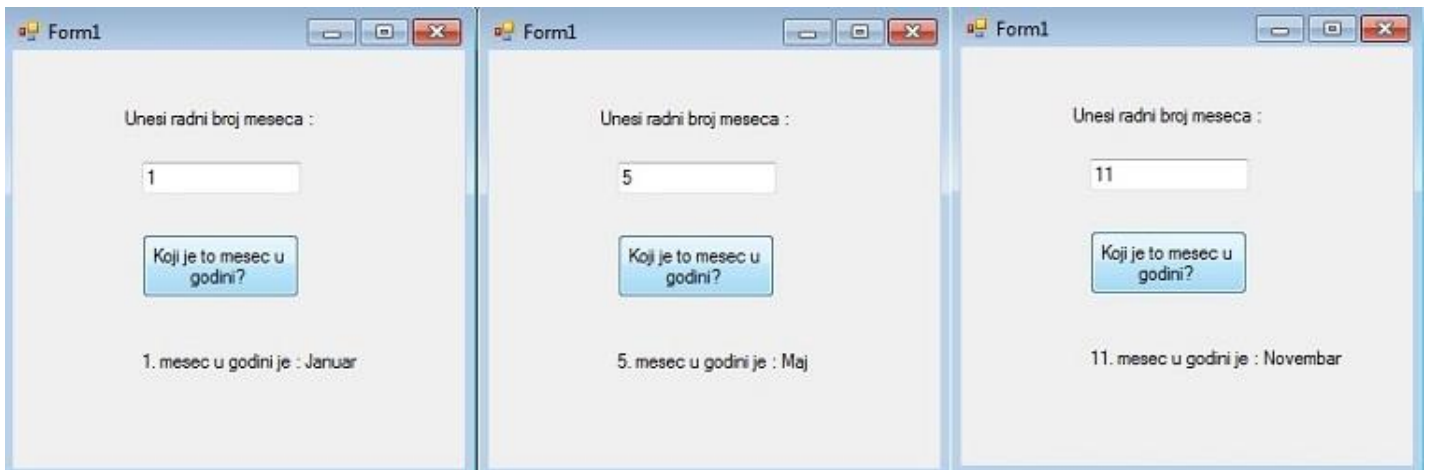 Form1
Unesi radni broj meseca :
1
Koji je to mesec u
godini?
1. mesec u godini je : Januar
Form1
Unesi radni broj meseca :
5
Koji je to mesec u
godini?
5. mesec u godini je : Maj
Form1
Unesi radni broj meseca :
11
Koji je to mesec u
godini?
11. mesec u godini je : Novembar